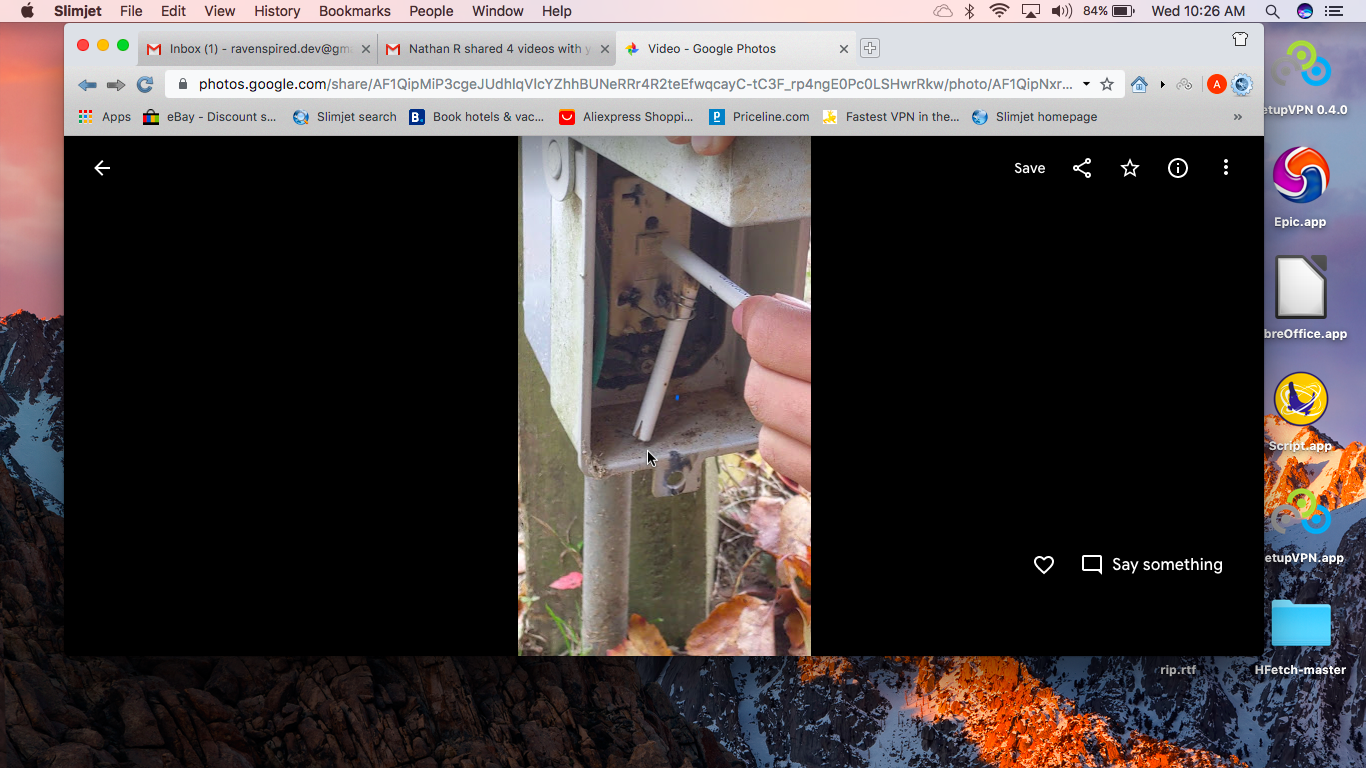 Slimjet File Edit View History Bookmarks People Window Help 84% Wed 10:26 AM
Inbox (1) - ravenspired.dev@gm
Nathan R shared 4 videos with y
Video - Google Photos
photos.google.com/share/AF1QipMiP3cgeJUdhlqVlcYZhhBUNeRRr4R2teEfwqcayC-tC3F_rp4ngE0Pc0LSHwrRkw/photo/AF1QipNxr...
A
Apps eBay - Discount s... Slimjet search B. Book hotels & vac... Aliexpress Shoppi... Priceline.com Fastest VPN in the... Slimjet homepage »
Save
Say something
etupVPN 0.4.0
Epic.app
breOffice.app
Script.app
etupVPN.app
rip.rtf
HFetch-master